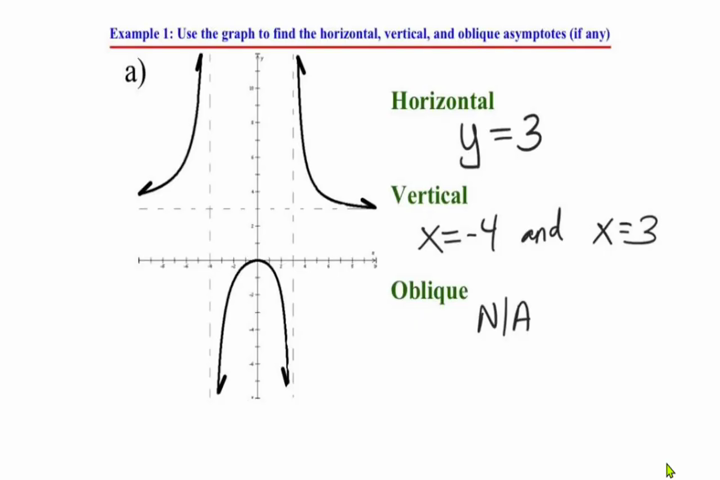 Example 1: Use the graph to find the horizontal, vertical, and oblique asymptotes (if any)
a)
Horizontal
y=3
Vertical
x=-4 and x=3
Oblique
N/A